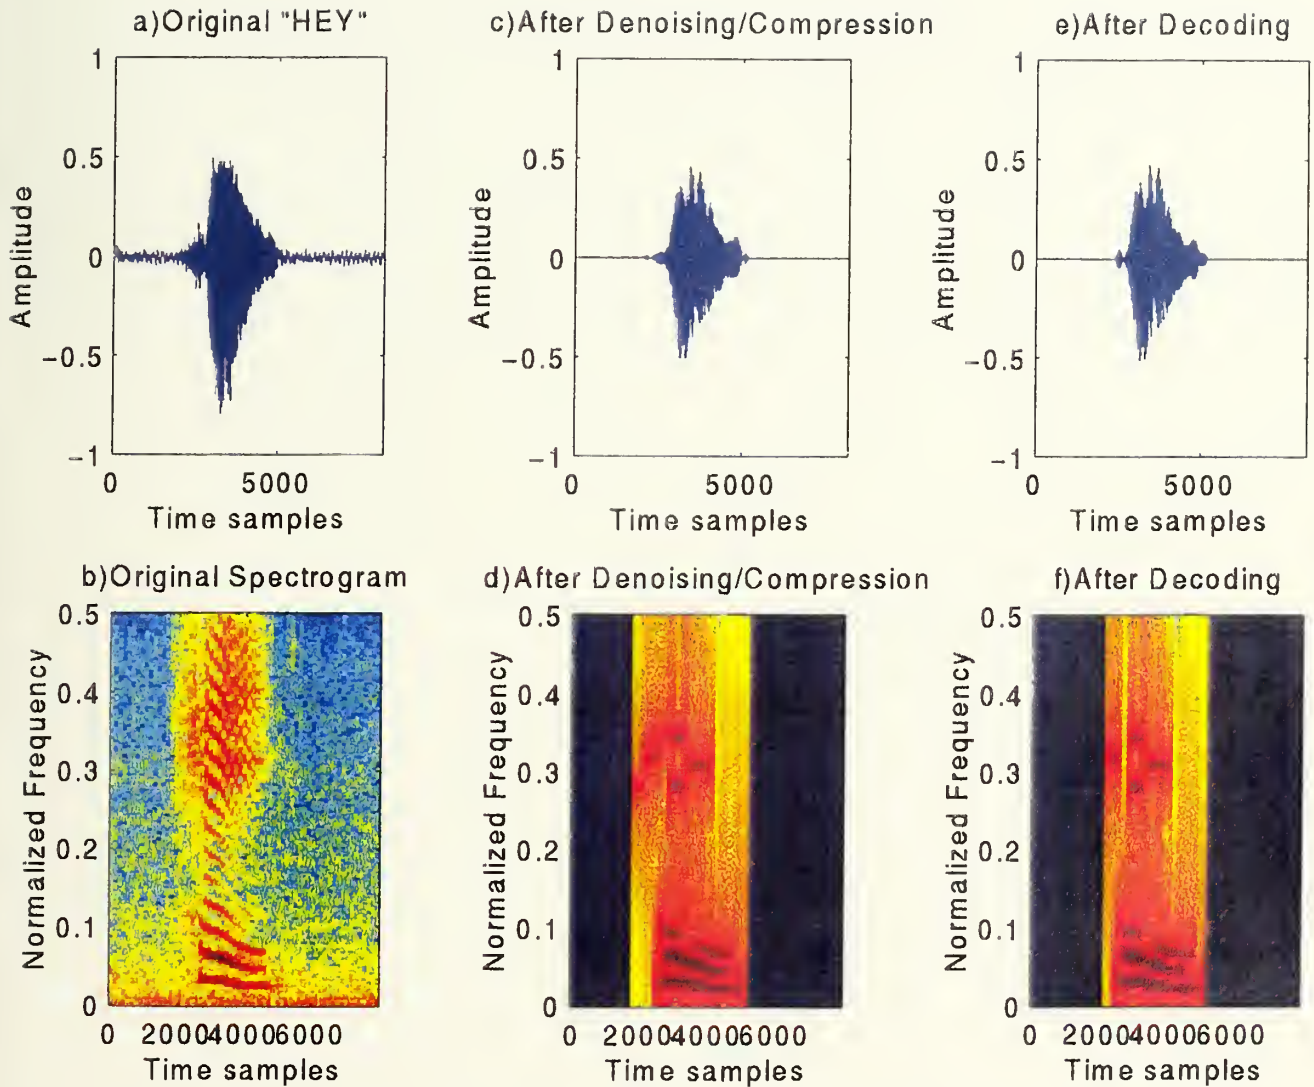 a)Original "HEY"
1
0.5
0
−0.5
−1
Amplitude
0 5000
Time samples
c)After Denoising/Compression
1
0.5
0
−0.5
−1
Amplitude
0 5000
Time samples
e)After Decoding
1
0.5
0
−0.5
−1
Amplitude
0 5000
Time samples
b)Original Spectrogram
0.5
0.4
0.3
0.2
0.1
0
Normalized Frequency
0 200040006000
Time samples
d)After Denoising/Compression
0.5
0.4
0.3
0.2
0.1
0
Normalized Frequency
0 200040006000
Time samples
f)After Decoding
0.5
0.4
0.3
0.2
0.1
0
Normalized Frequency
0 200040006000
Time samples